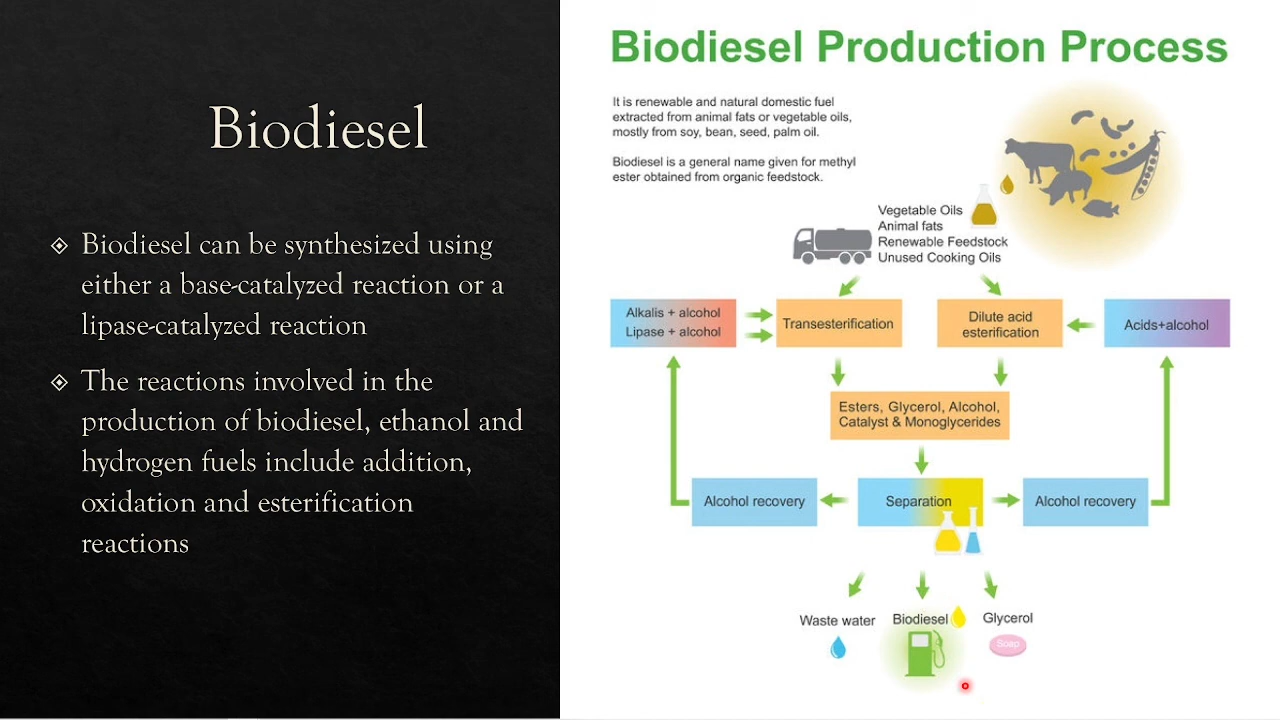 Biodiesel
Biodiesel can be synthesized using
either a base-catalyzed reaction or a
lipase-catalyzed reaction
The reactions involved in the
production of biodiesel, ethanol and
hydrogen fuels include addition,
oxidation and esterification
reactions
Biodiesel Production Process
It is renewable and natural domestic fuel
extracted from animal fats or vegetable oils,
mostly from soy, bean, seed, palm oil.
Biodiesel is a general name given for methyl
ester obtained from organic feedstock.
Vegetable Oils
Animal fats
Renewable Feedstock
Unused Cooking Oils
Alkalis + alcohol
Lipase + alcohol
Transesterification
Dilute acid
esterification
Acids+alcohol
Esters, Glycerol, Alcohol,
Catalyst & Monoglycerides
Alcohol recovery
Separation
Alcohol recovery
Waste water
Biodiesel
Glycerol
Soap